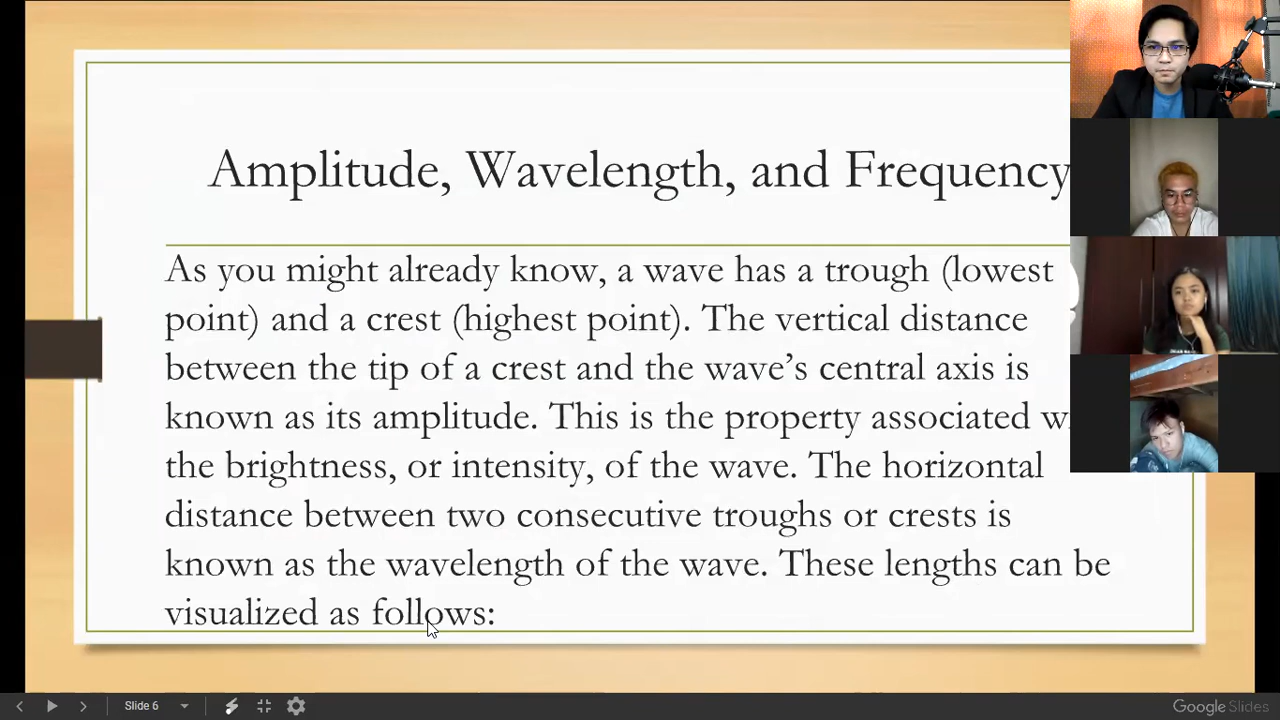 Amplitude, Wavelength, and Frequency
As you might already know, a wave has a trough (lowest
point) and a crest (highest point). The vertical distance
between the tip of a crest and the wave’s central axis is
known as its amplitude. This is the property associated
the brightness, or intensity, of the wave. The horizontal
distance between two consecutive troughs or crests is
known as the wavelength of the wave. These lengths can be
visualized as follows:
Slide 6
Google Slides